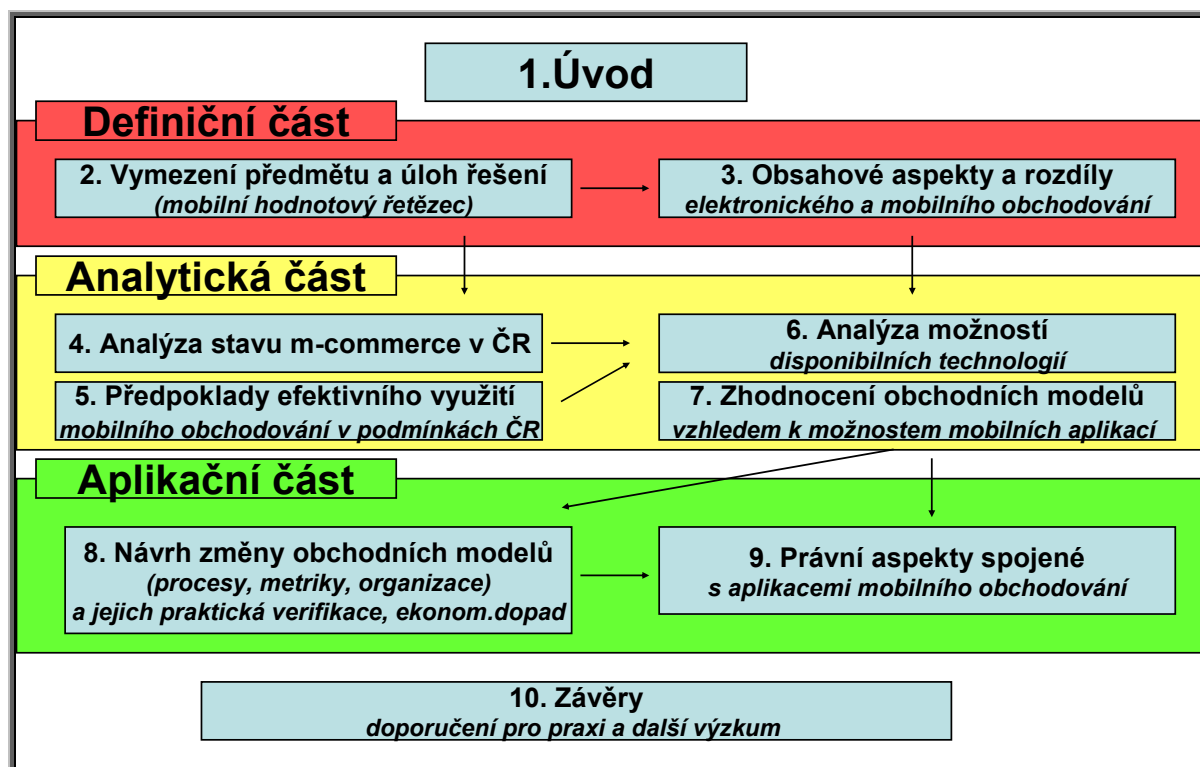 1.Úvod
Definiční část
2. Vymezení předmětu a úloh řešení
(mobilní hodnotový řetězec)
3. Obsahové aspekty a rozdíly
elektronického a mobilního obchodování
Analytická část
4. Analýza stavu m-commerce v ČR
5. Předpoklady efektivního využití
mobilního obchodování v podmínkách ČR
6. Analýza možností
disponibilních technologií
7. Zhodnocení obchodních modelů
vzhledem k možnostem mobilních aplikací
Aplikační část
8. Návrh změny obchodních modelů
(procesy, metriky, organizace)
a jejich praktická verifikace, ekonom.dopad
9. Právní aspekty spojené
s aplikacemi mobilního obchodování
10. Závěry
doporučení pro praxi a další výzkum